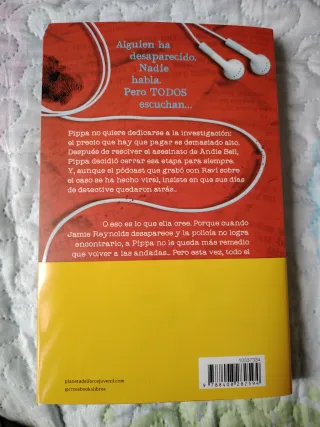 Alguien ha
desaparecido.
Nadie
habla.
Pero TODOS
escuchan...
Pippa no quiere dedicarse a la investigación:
el precio que hay que pagar es demasiado alto.
Después de resolver el asesinato de Andie Bell,
Pippa decidió cerrar esa etapa para siempre.
Y, aunque el pódcast que grabó con Ravi sobre
el caso se ha hecho viral, insiste en que sus días
de detective quedaron atrás...
O eso es lo que ella cree. Porque cuando
Jamie Reynolds desaparece y la policía no logra
encontrarlo, a Pippa no le queda más remedio
que volver a las andadas... Pero esta vez, todo el
10337334
planetadelibrosjuvenil.com
@crossbookslibros